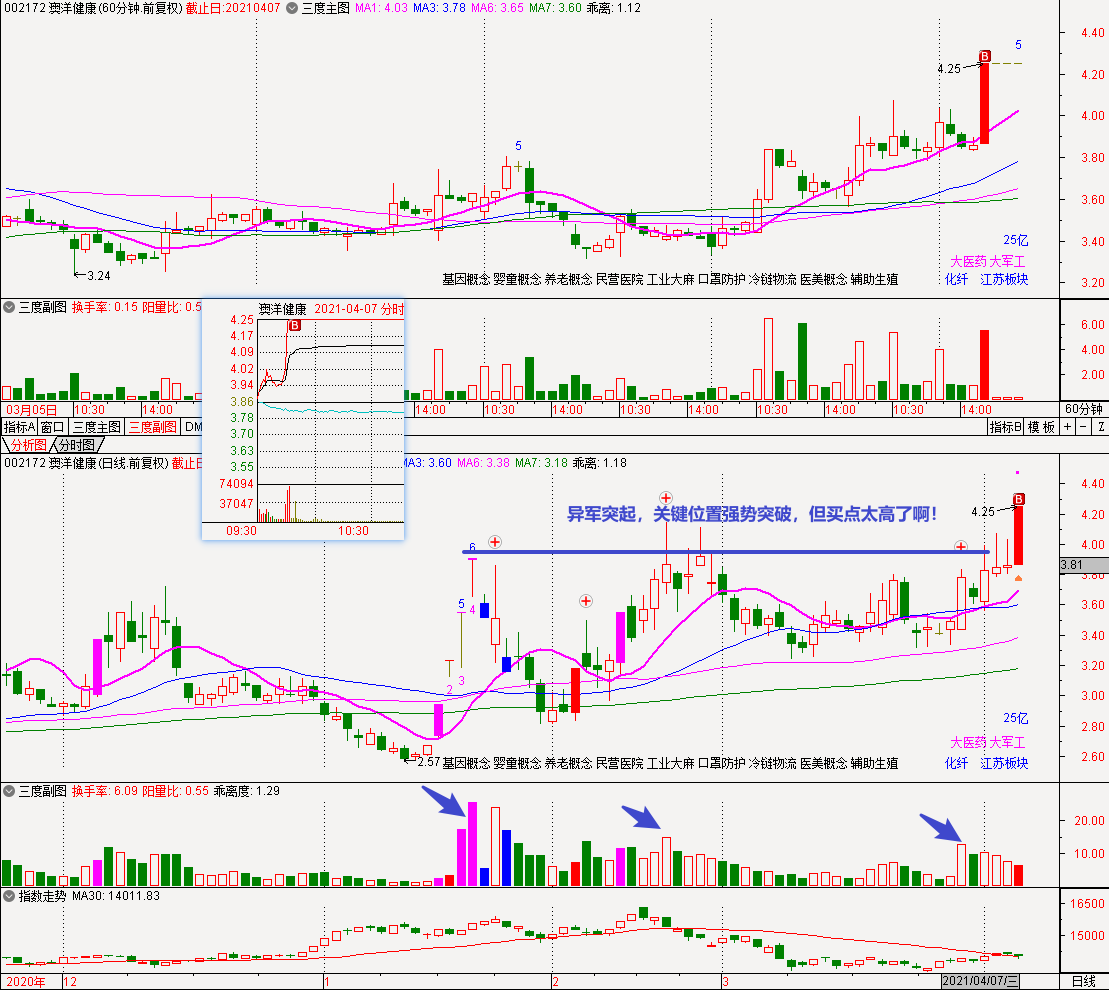 002172 澳洋健康(60分钟.前复权) 截止日:20210407 三度主图 MA1: 4.03 MA3: 3.78 MA6: 3.65 MA7: 3.60 乖离: 1.12
4.40
5
B
4.25
4.20
4.00
5
3.80
3.60
25亿
3.40
大医药 大军工
3.24
基因概念 婴童概念 养老概念 民营医院 工业大麻 口罩防护 冷链物流 医美概念 辅助生殖
化纤 江苏板块
3.20
三度副图 换手率: 0.15 阳量比: 0.5
6.00
4.00
2.00
03月05日 10:30 14:00 14:00 10:30 14:00 10:30 14:00 10:30 14:00 10:30 14:00 60分钟
指标A 窗口 三度主图 三度副图 DM 指标B 模板 + - Z
分析图 分时图
澳洋健康 2021-04-07 分时
B
4.25
4.17
4.09
4.02
3.94
3.86
3.78
3.70
3.63
3.55
74094
37047
09:30 10:30
002172 澳洋健康(日线.前复权) 截止日 MA3: 3.60 MA6: 3.38 MA7: 3.18 乖离: 1.18
4.40
B
4.25
异军突起，关键位置强势突破，但买点太高了啊！
4.20
4.00
6
3.81
3.80
5
4
3.60
3.40
3
2
3.20
3.00
25亿
2.80
大医药 大军工
2.57
基因概念 婴童概念 养老概念 民营医院 工业大麻 口罩防护 冷链物流 医美概念 辅助生殖
化纤 江苏板块
2.60
三度副图 换手率: 6.09 阳量比: 0.55 乖离度: 1.29
20.00
10.00
指数走势 MA30: 14011.83
16500
15000
2020年 12 1 2 3 2021/04/07/三 日线